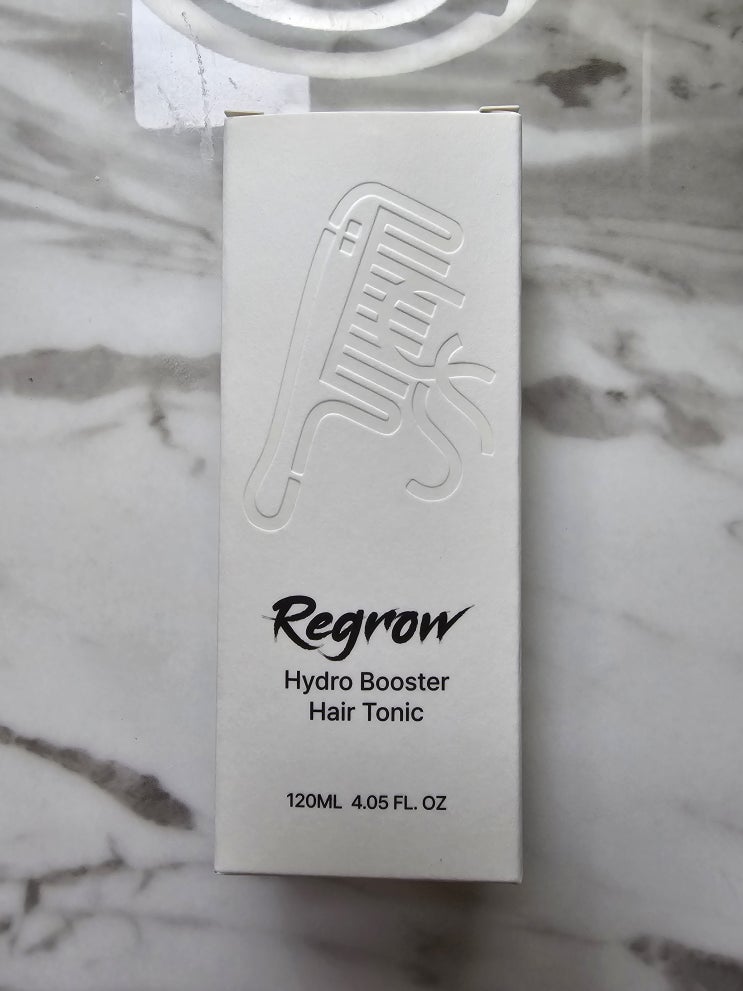 Regrow
Hydro Booster
Hair Tonic
120ML 4.05 FL. OZ